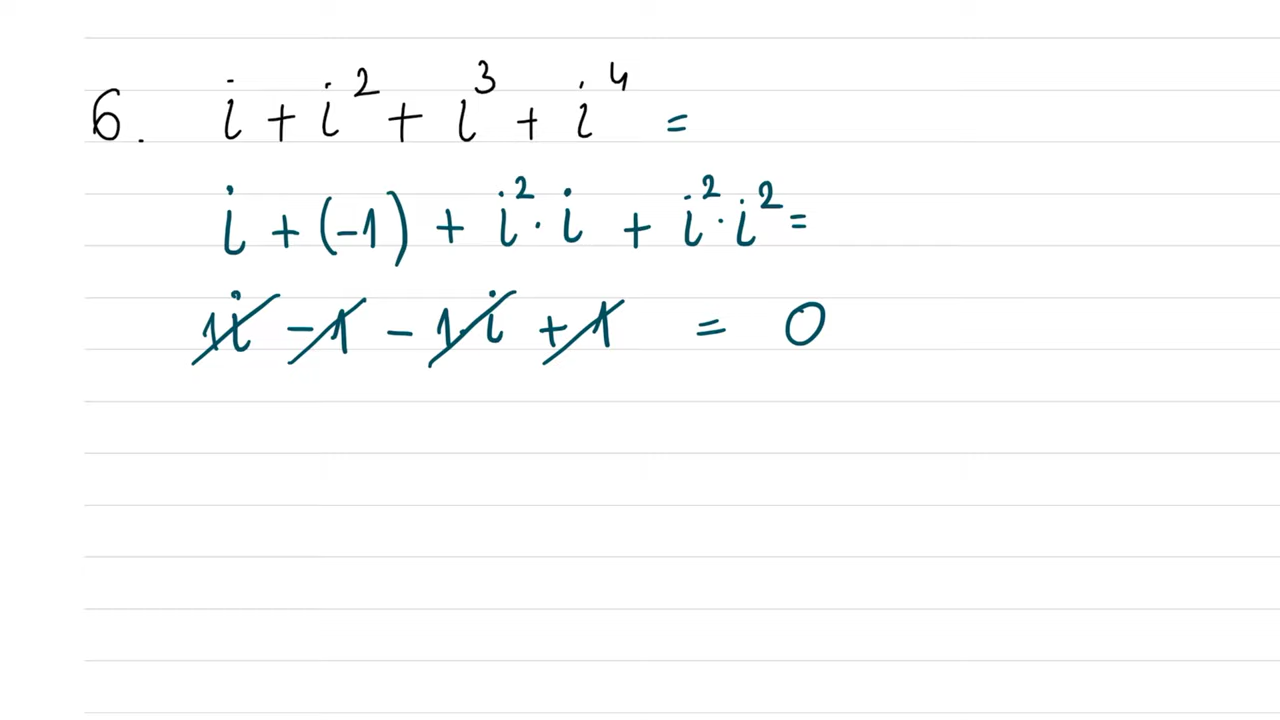 6. i + i² + i³ + i⁴ =
i + (-1) + i² · i + i² · i² =
1i - 1 - 1·i + 1 = 0